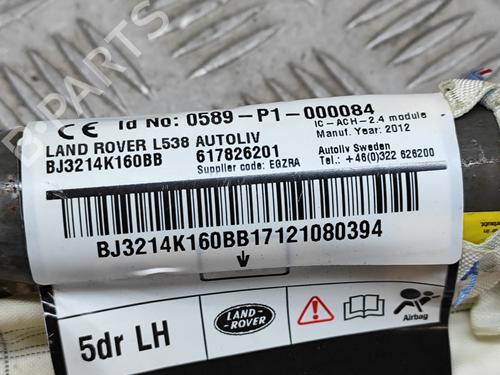 CE Id No: 0589-P1-000084
IC-ACH-2.4 module
LAND ROVER L538 AUTOLIV
Manuf. Year: 2012
BJ3214K160BB
617826201
Autoliv Sweden
Supplier code: EGZRA
Tel.: +46(0)322 626200
BJ3214K160BB17121080394
5dr LH
LAND-
ROVER
Airbag